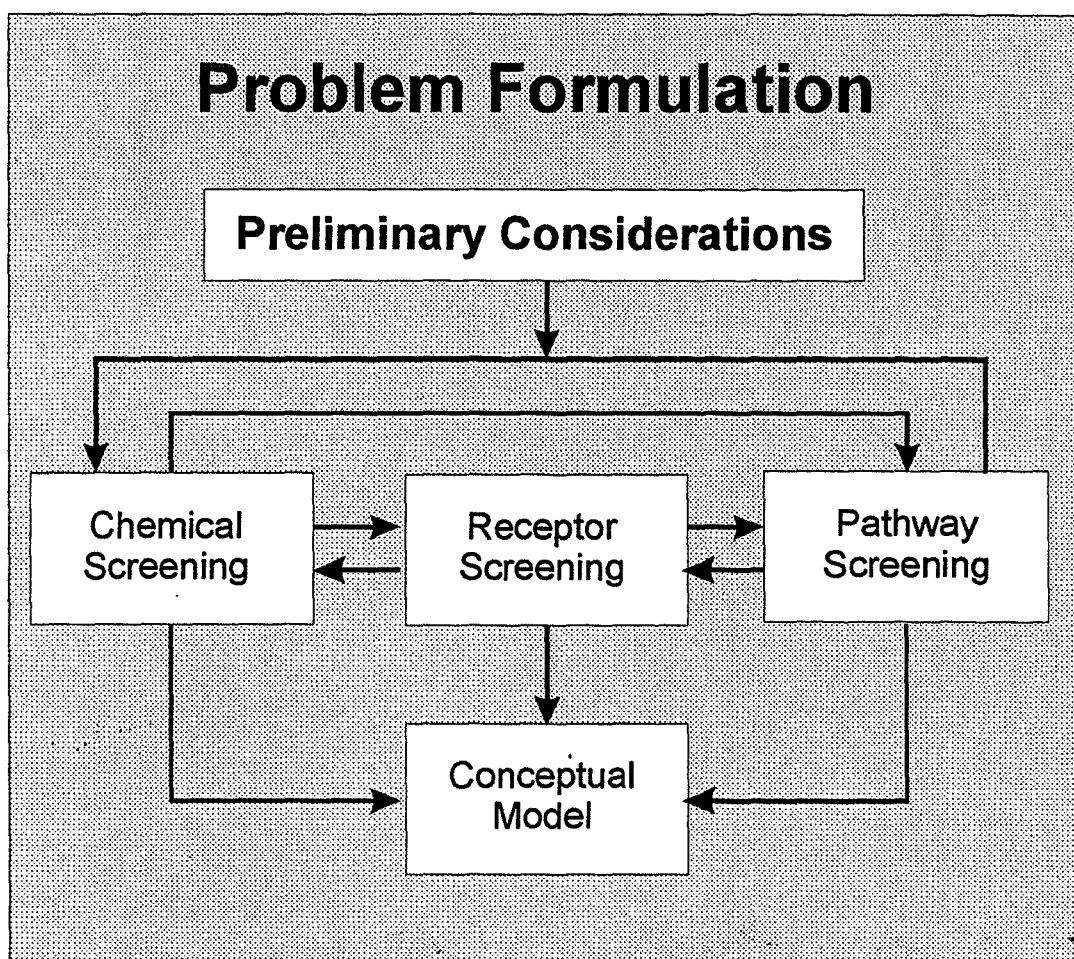 Problem Formulation
Preliminary Considerations
Chemical
Screening
Receptor
Screening
Pathway
Screening
Conceptual
Model